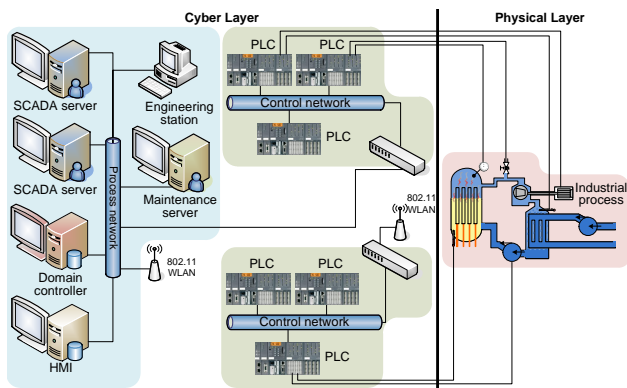 Cyber Layer
Physical Layer
SCADA server
Engineering
station
SCADA server
Process network
Maintenance
server
Domain
controller
802.11
WLAN
HMI
PLC
PLC
Control network
PLC
802.11
WLAN
PLC
PLC
Control network
PLC
Industrial
process